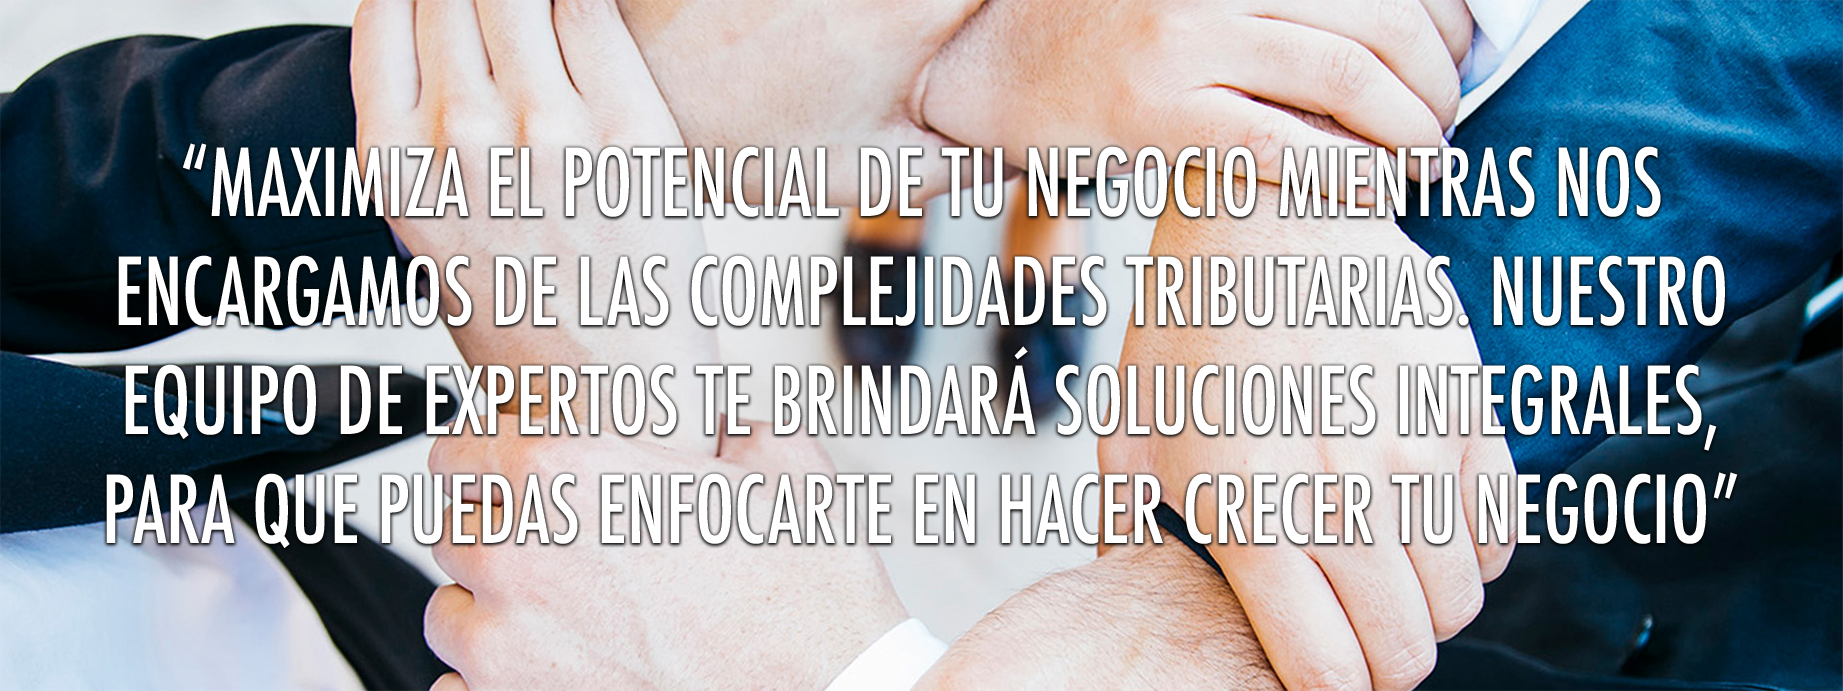 “MAXIMIZA EL POTENCIAL DE TU NEGOCIO MIENTRAS NOS
ENCARGAMOS DE LAS COMPLEJIDADES TRIBUTARIAS. NUESTRO
EQUIPO DE EXPERTOS TE BRINDARÁ SOLUCIONES INTEGRALES,
PARA QUE PUEDAS ENFOCARTE EN HACER CRECER TU NEGOCIO”